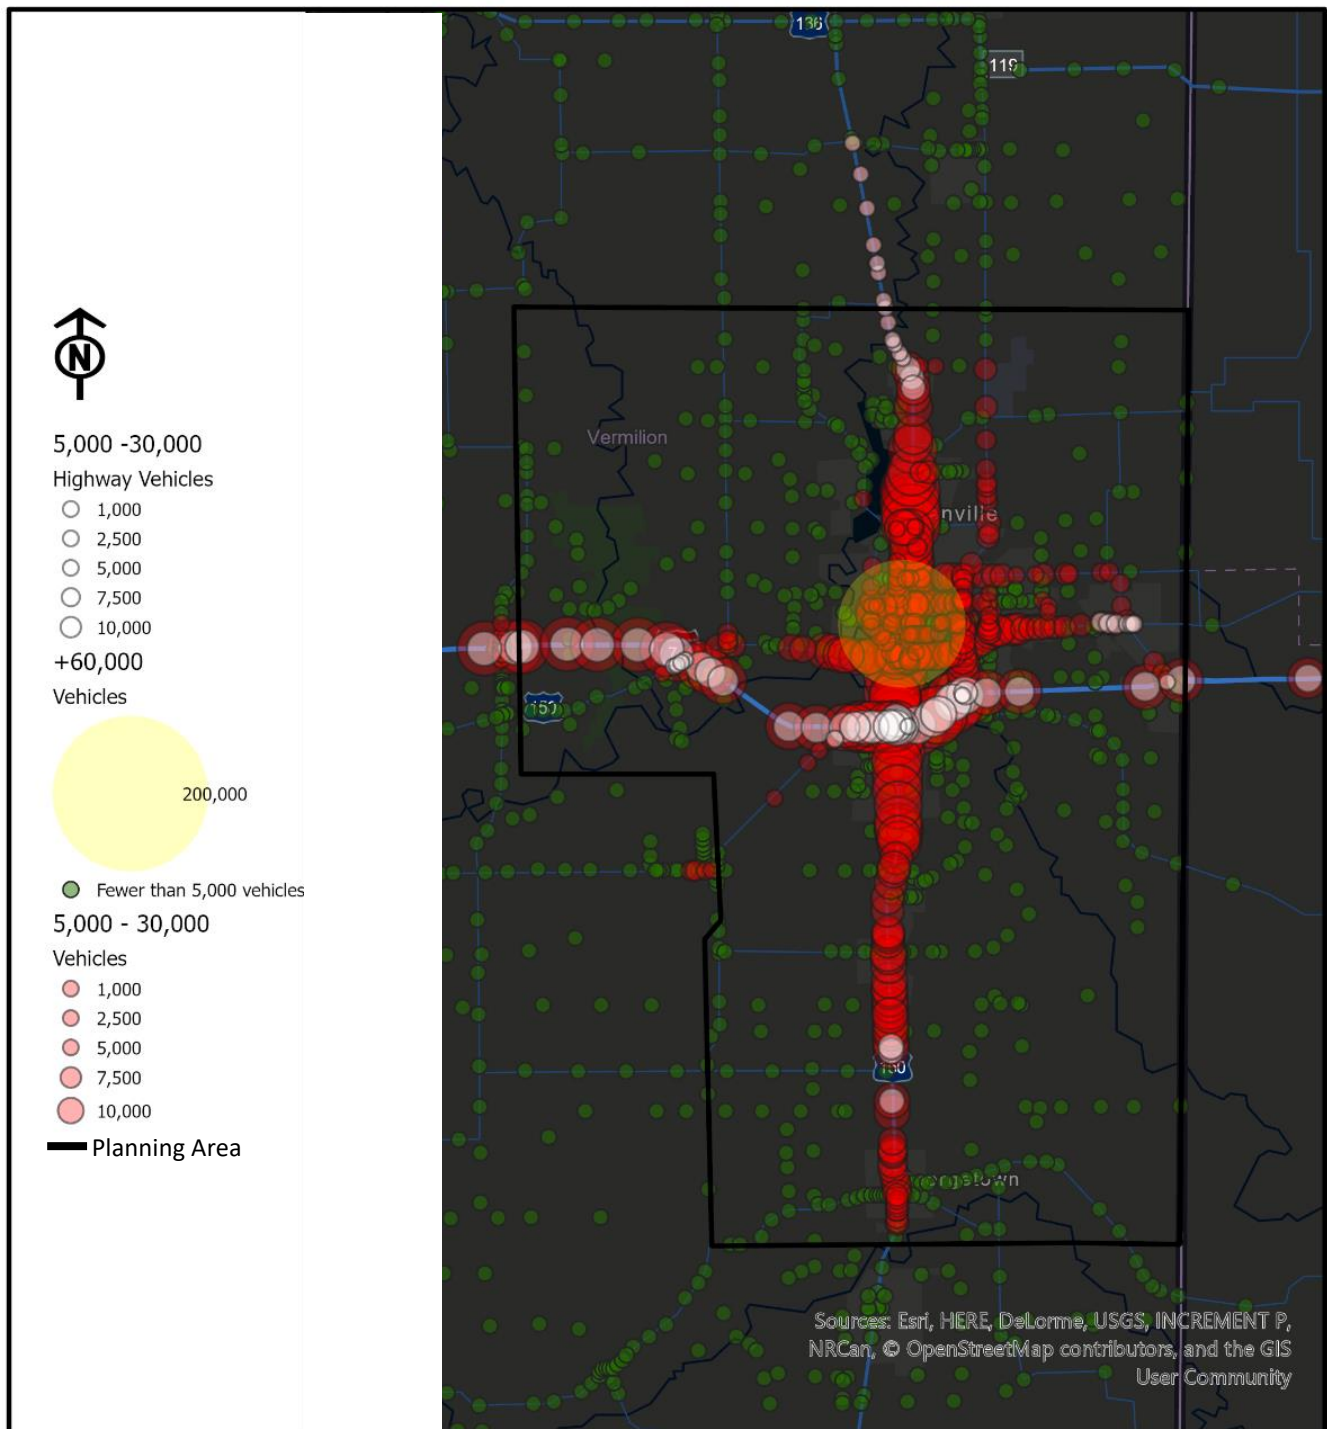 136
119
N
5,000 -30,000
Highway Vehicles
1,000
2,500
5,000
7,500
10,000
+60,000
Vehicles
200,000
Fewer than 5,000 vehicles
5,000 - 30,000
Vehicles
1,000
2,500
5,000
7,500
10,000
Planning Area
Vermilion
nville
150
150
rgetown
Sources: Esri, HERE, DeLorme, USGS, INCREMENT P,
NRCan, © OpenStreetMap contributors, and the GIS
User Community